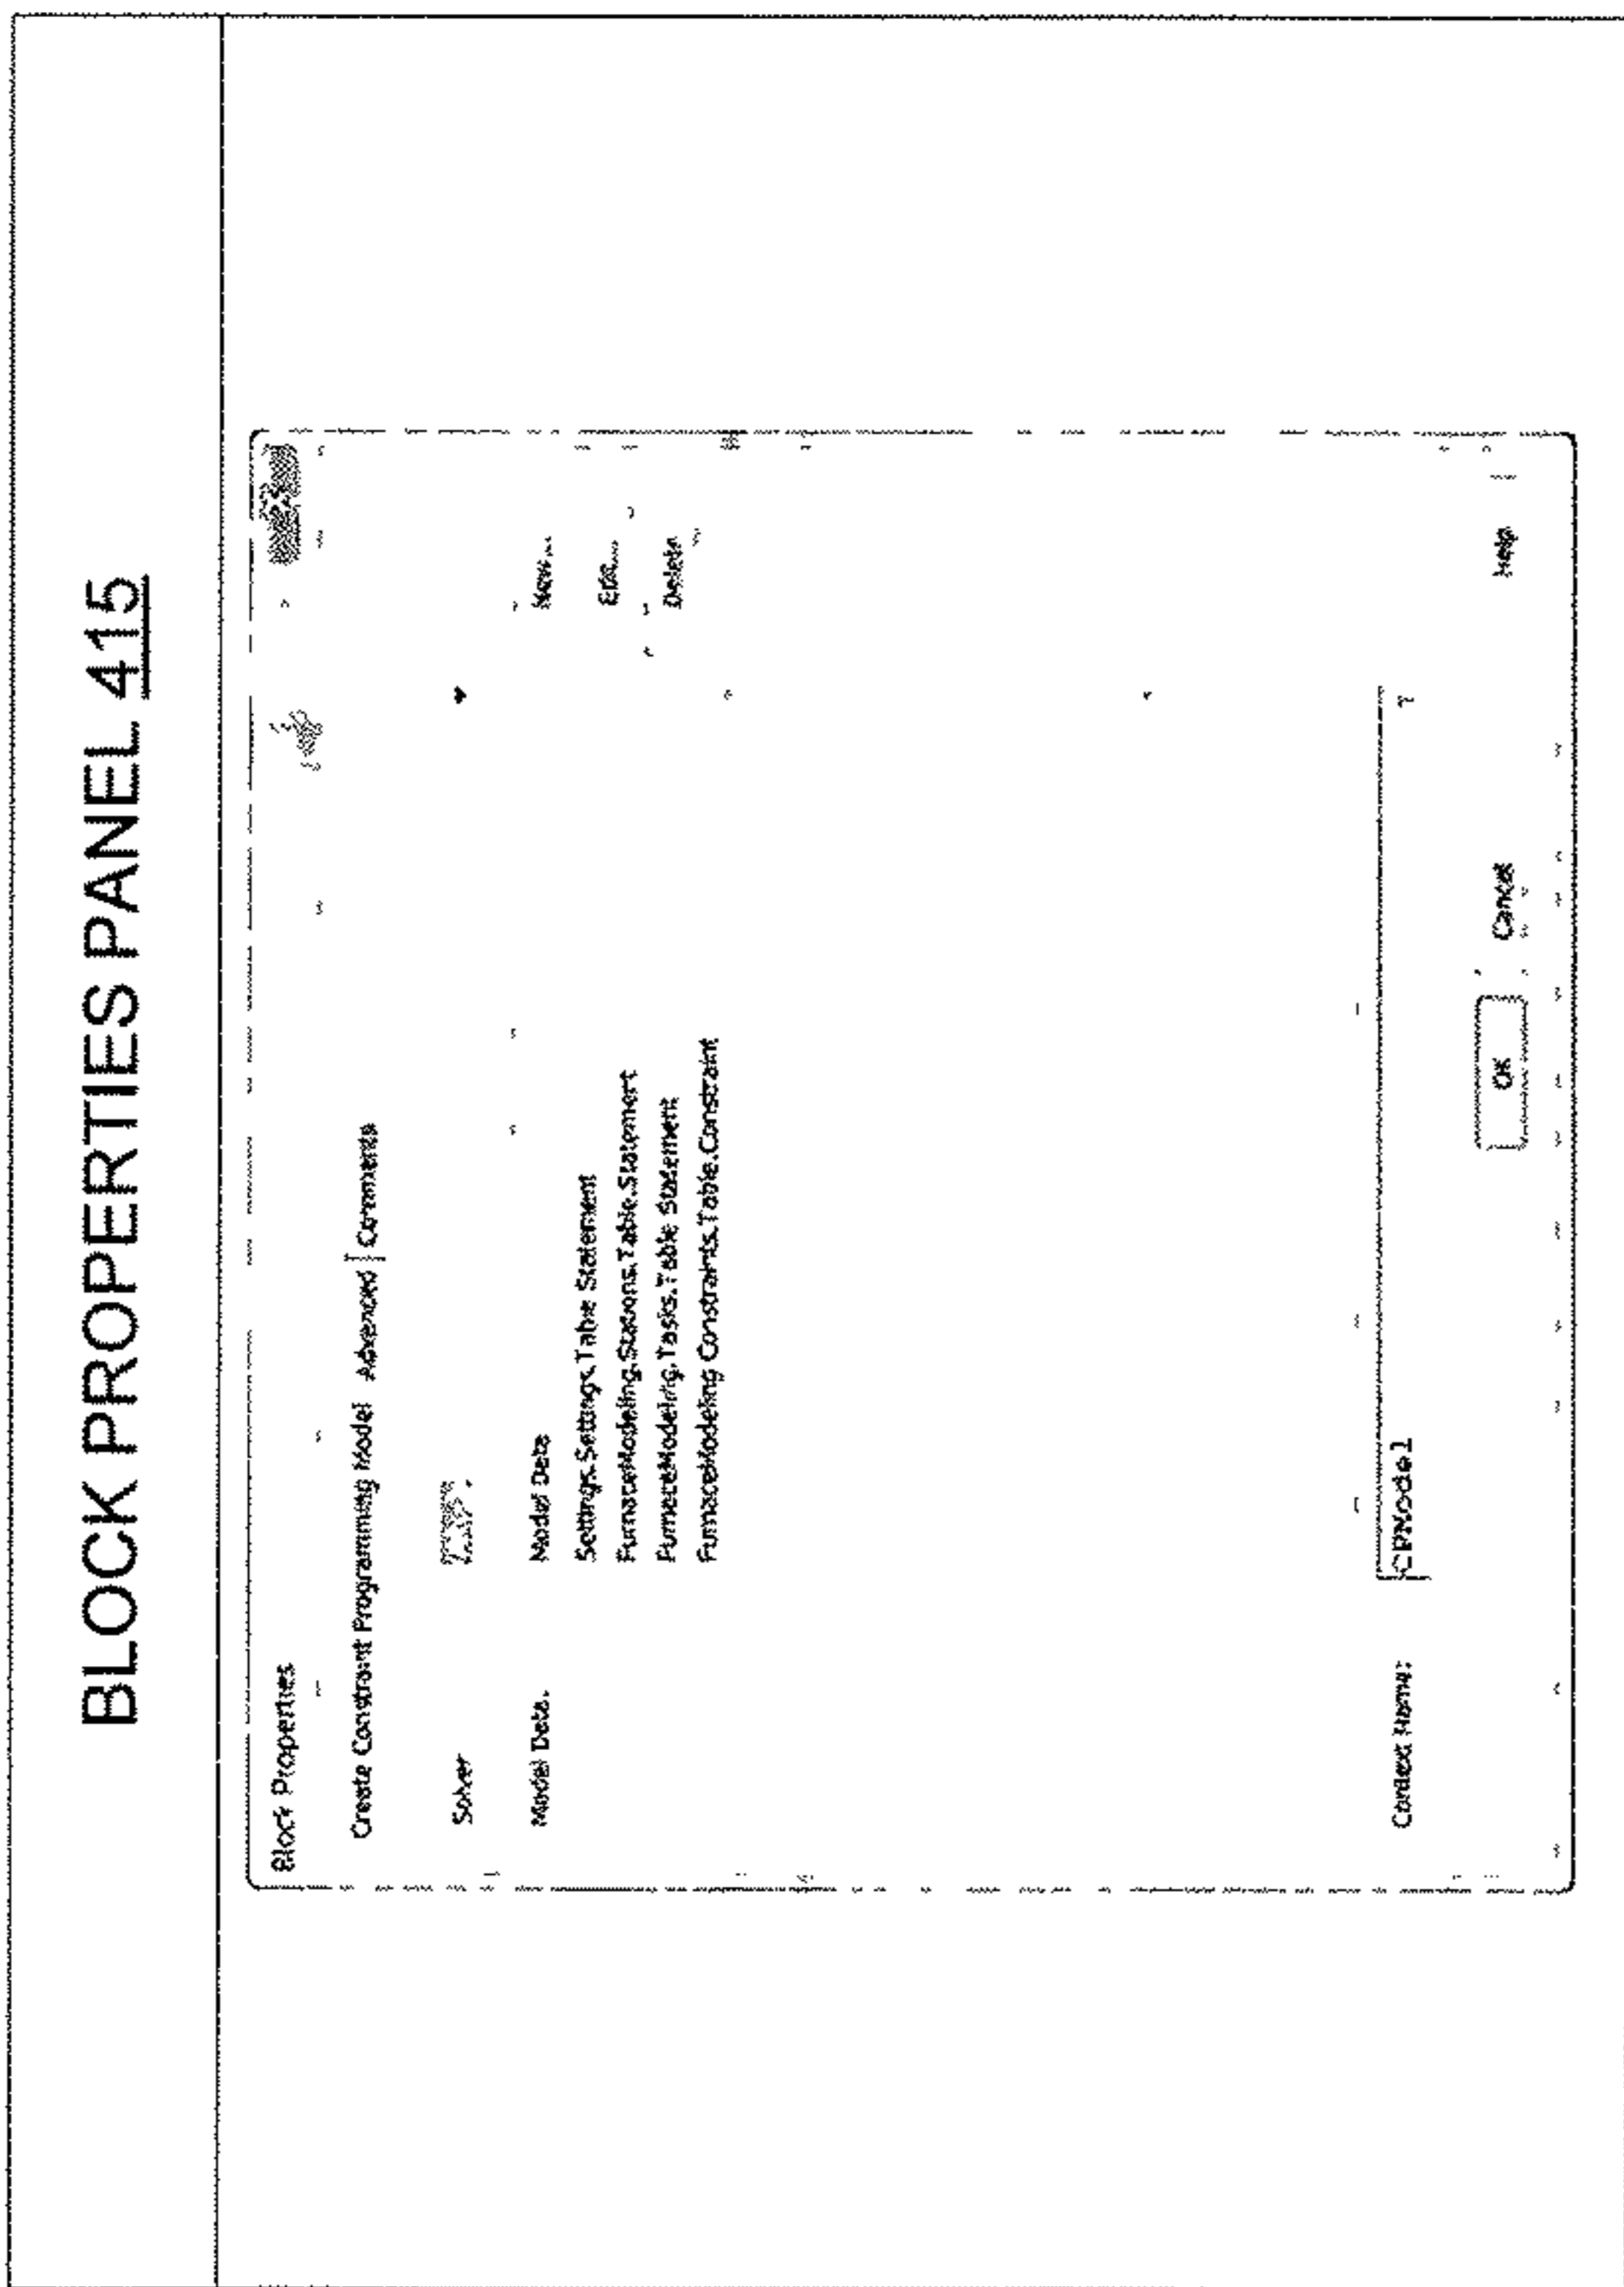 BLOCK PROPERTIES PANEL 415
Block Properties
Create Constraint Programming Model Advanced Comments
Solver
Model Data: Model Data New...
Settings.Settings.Table Statement
Edit...
FurnaceModeling.Stations.Table.Statement
FurnaceModeling.Tasks.Table Statement
Delete
FurnaceModeling Constraints.Table.Constraint
Context Name: CPModel1
OK Cancel Help